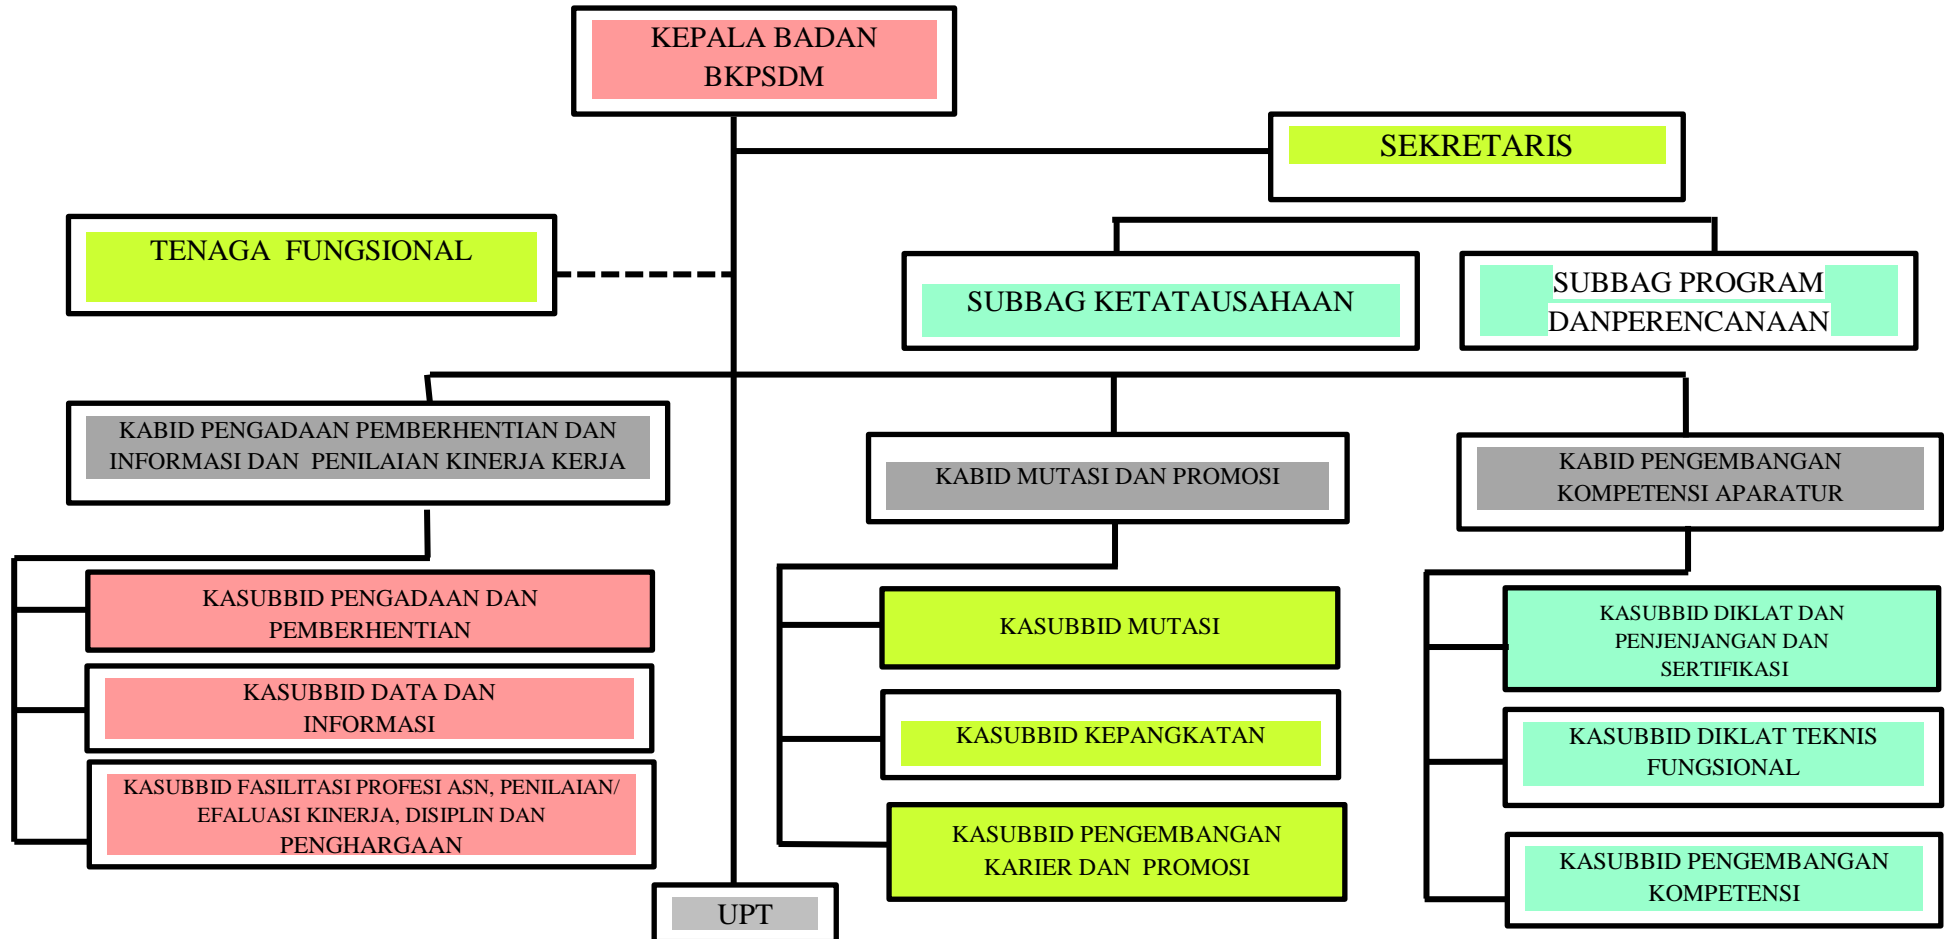 KEPALA BADAN
BKPSDM
SEKRETARIS
TENAGA FUNGSIONAL
SUBBAG KETATAUSAHAAN
SUBBAG PROGRAM
DANPERENCANAAN
KABID PENGADAAN PEMBERHENTIAN DAN
INFORMASI DAN PENILAIAN KINERJA KERJA
KABID MUTASI DAN PROMOSI
KABID PENGEMBANGAN
KOMPETENSI APARATUR
KASUBBID PENGADAAN DAN
PEMBERHENTIAN
KASUBBID DATA DAN
INFORMASI
KASUBBID FASILITASI PROFESI ASN, PENILAIAN/
EFALUASI KINERJA, DISIPLIN DAN
PENGHARGAAN
KASUBBID MUTASI
KASUBBID KEPANGKATAN
KASUBBID PENGEMBANGAN
KARIER DAN PROMOSI
KASUBBID DIKLAT DAN
PENJENJANGAN DAN
SERTIFIKASI
KASUBBID DIKLAT TEKNIS
FUNGSIONAL
KASUBBID PENGEMBANGAN
KOMPETENSI
UPT